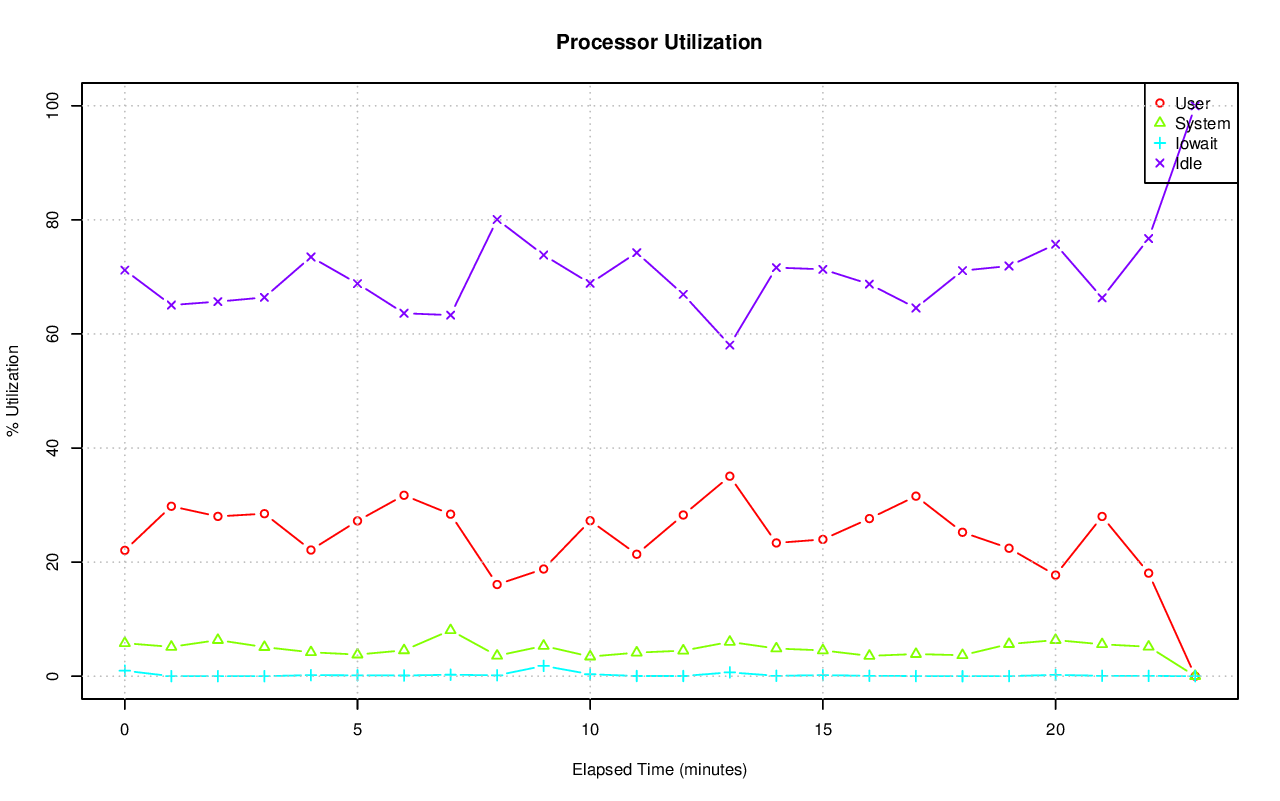 Processor Utilization
100
80
60
40
20
0
% Utilization
User
System
Iowait
Idle
0 5 10 15 20
Elapsed Time (minutes)